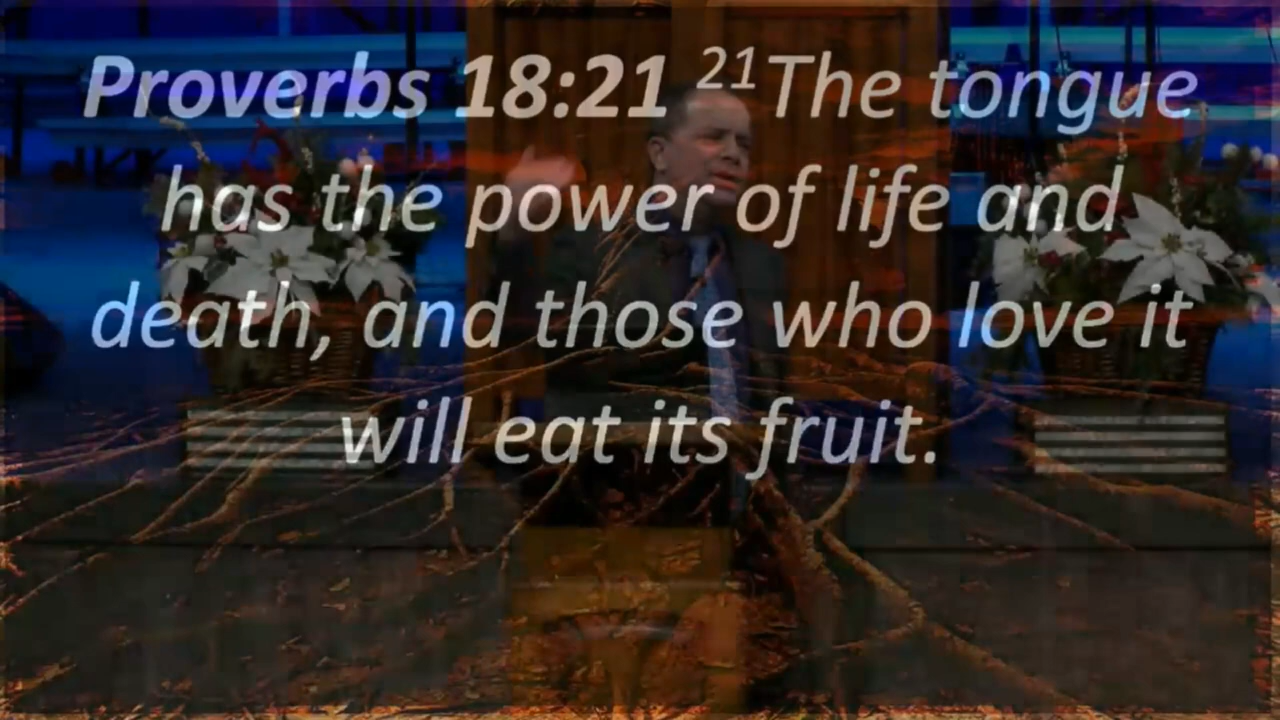 Proverbs 18:21 21The tongue
has the power of life and
death, and those who love it
will eat its fruit.